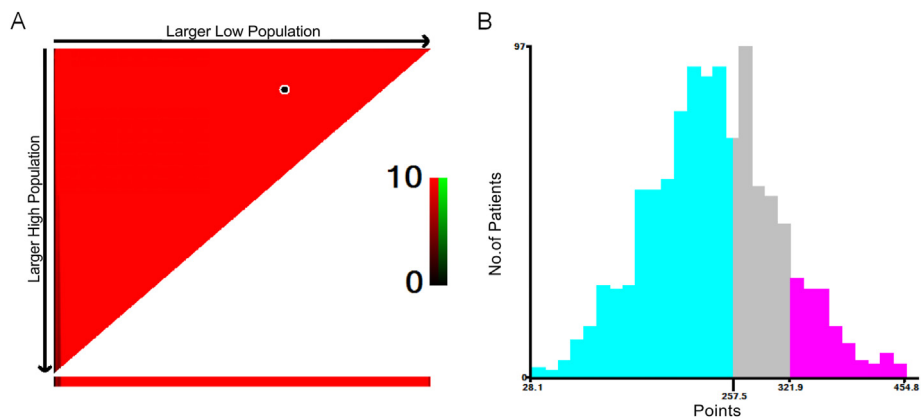 A
Larger Low Population
Larger High Population
10
0
B
97
No.of Patients
0
28.1
257.5
321.9
454.8
Points